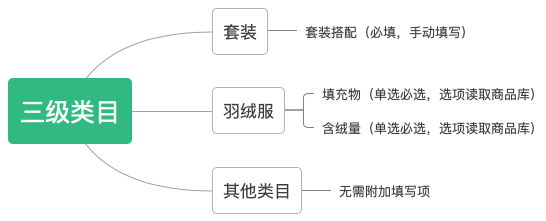 三级类目
套装
套装搭配（必填，手动填写）
羽绒服
填充物（单选必选，选项读取商品库）
含绒量（单选必选，选项读取商品库）
其他类目
无需附加填写项